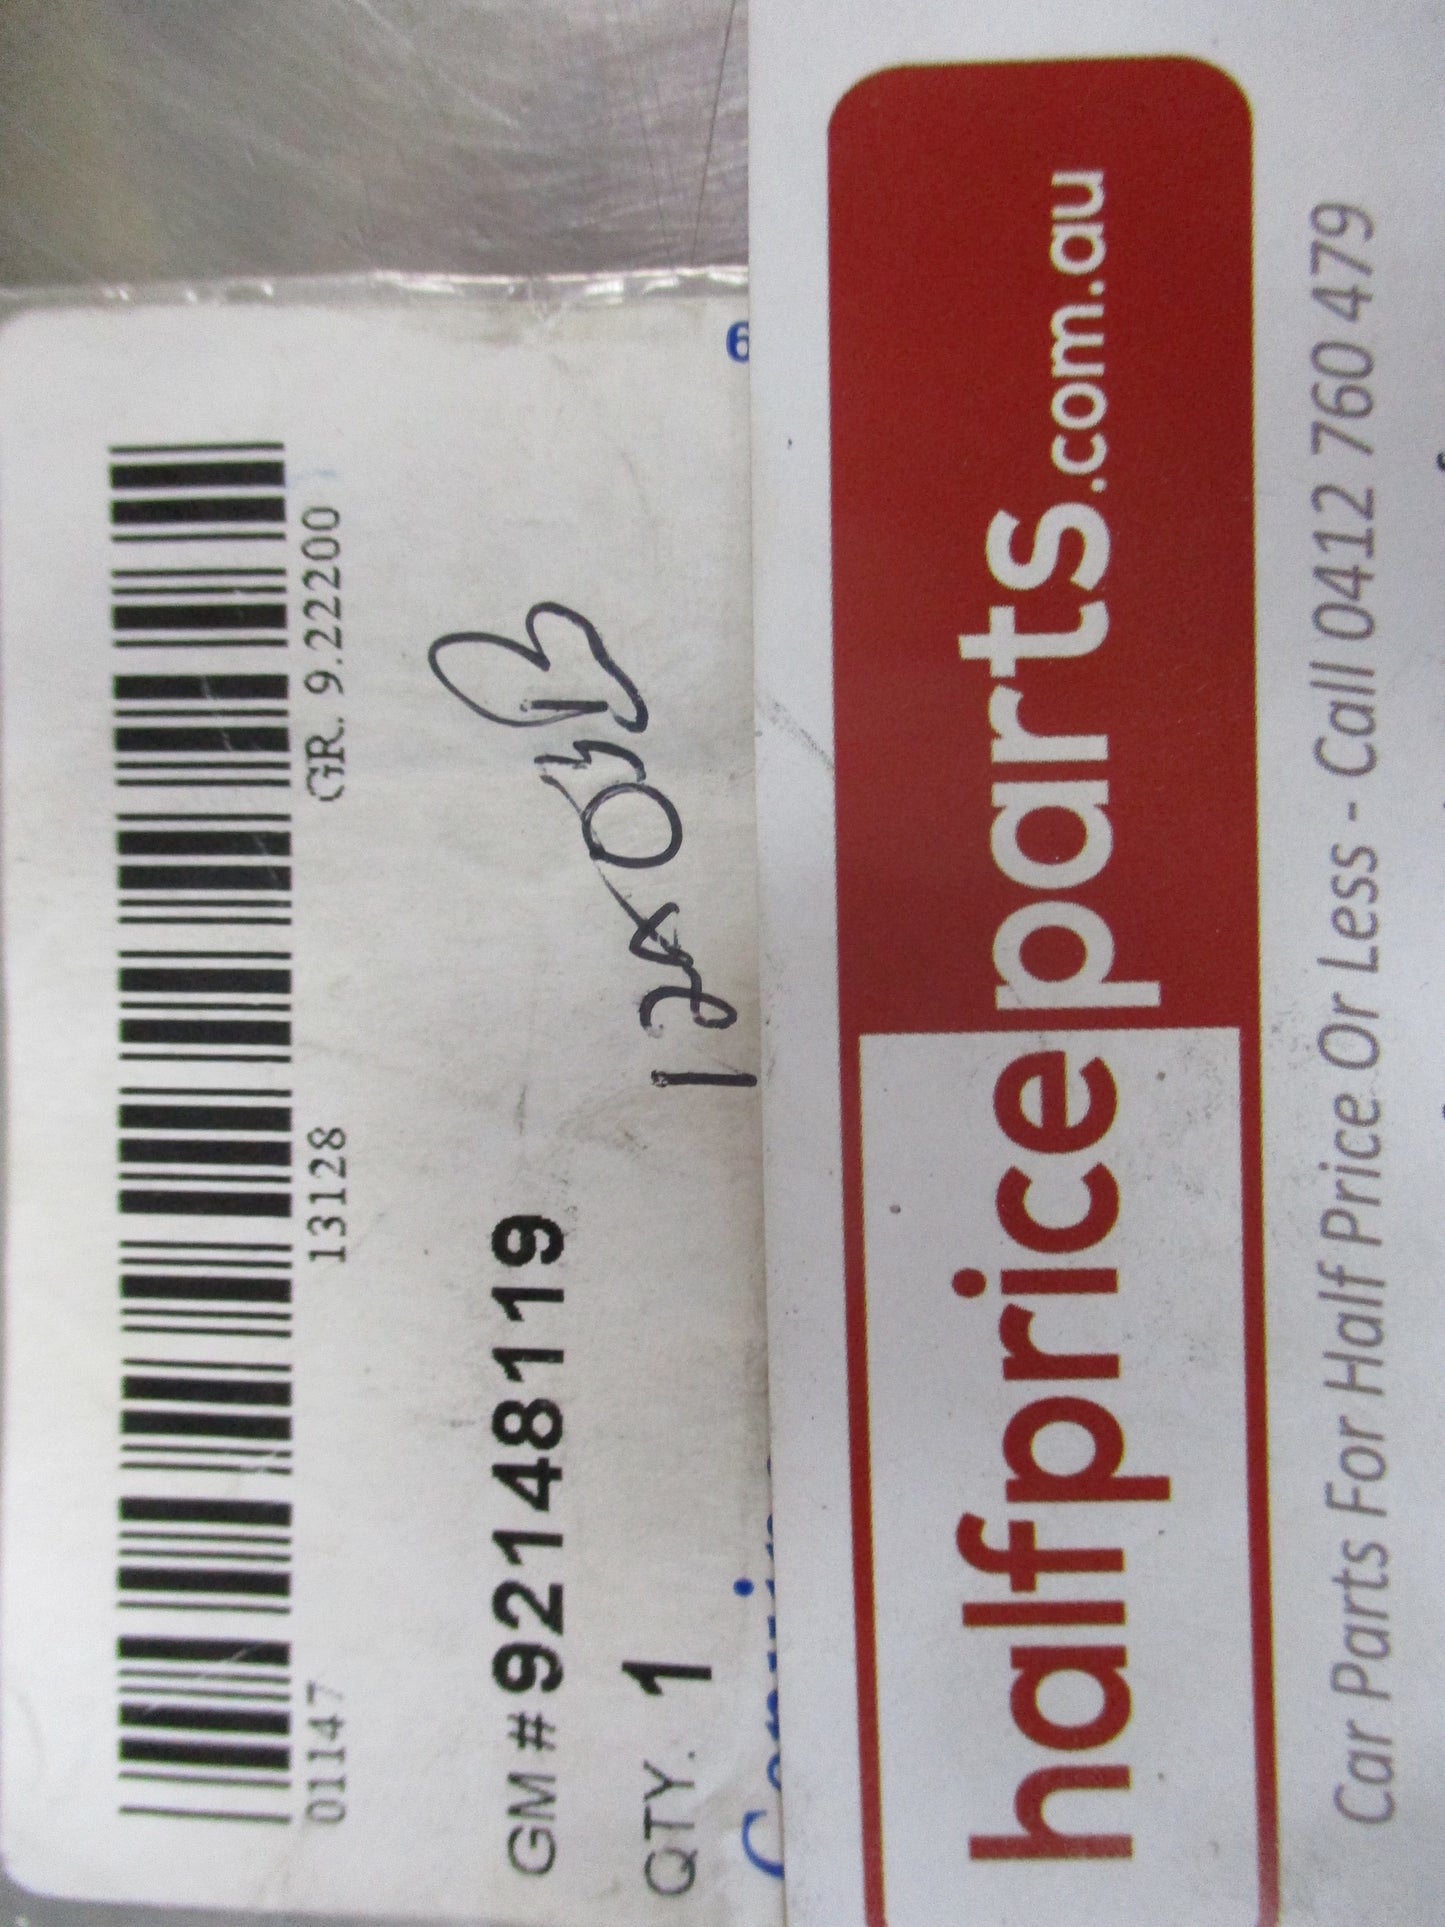 01147 13128 GR. 9.22200
GM # 92148119
QTY. 1
6
halfpriceparts.com.au
Car Parts For Half Price Or Less - Call 0412 760 479